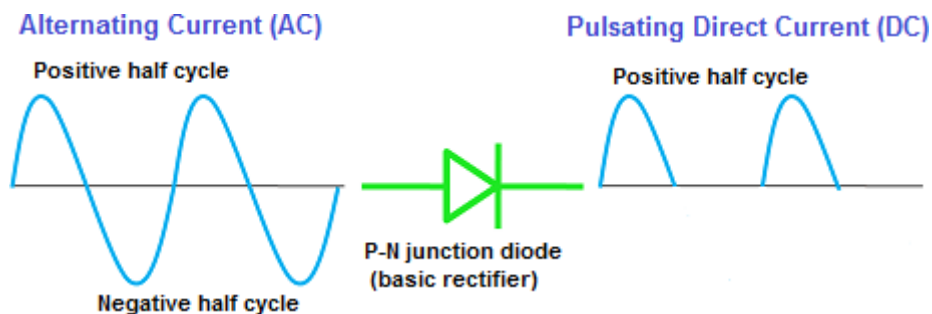 Alternating Current (AC)
Pulsating Direct Current (DC)
Positive half cycle
Positive half cycle
P-N junction diode
(basic rectifier)
Negative half cycle